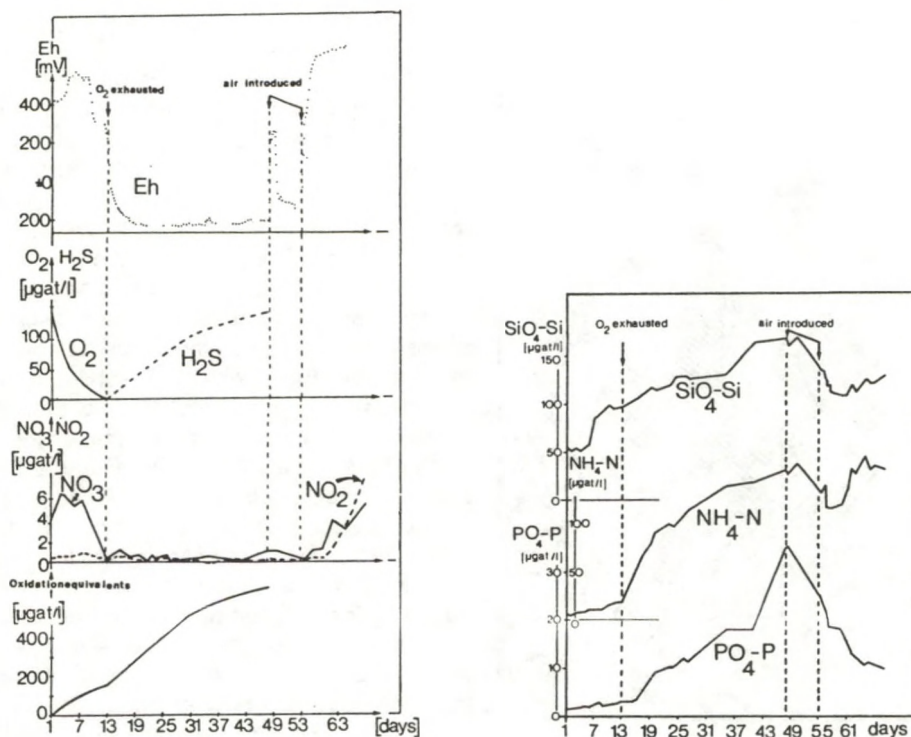 Eh
[mV]
400
200
±0
200
O₂ exhausted
air introduced
Eh
O₂ H₂S
[µgat/l]
100
50
0
O₂
H₂S
NO₃ NO₂
[µgat/l]
6
4
2
0
NO₃
NO₂
Oxidationequivalents
[µgat/l]
400
200
0
1 7 13 19 25 31 37 43 49 53 63 [days]
SiO₄-Si
[µgat/l]
150
100
50
0
O₂ exhausted
air introduced
SiO₄-Si
NH₄-N
[µgat/l]
100
50
0
NH₄-N
PO₄-P
[µgat/l]
30
20
10
0
PO₄-P
1 7 13 19 25 31 37 43 49 55 61 days